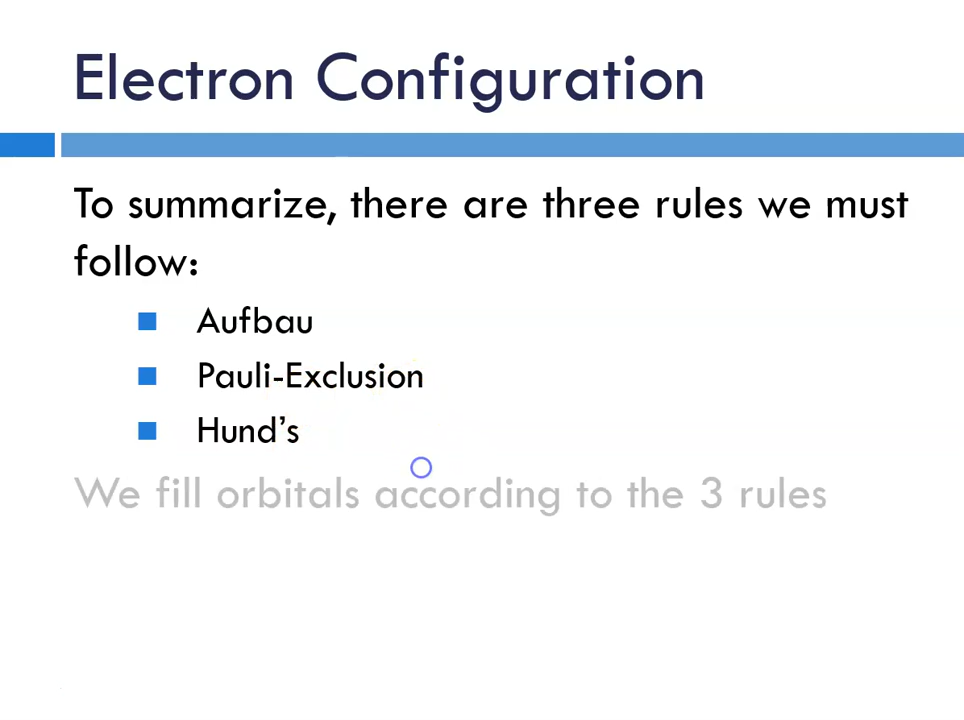 Electron Configuration
To summarize, there are three rules we must
follow:
Aufbau
Pauli-Exclusion
Hund’s
We fill orbitals according to the 3 rules